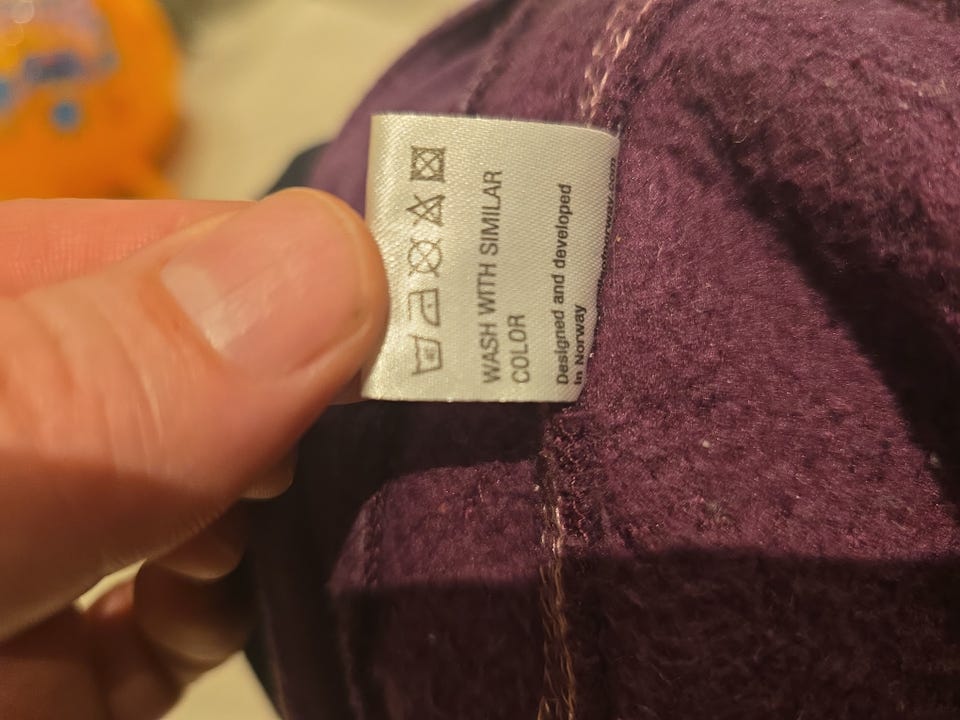 WASH WITH SIMILAR
COLOR
Designed and developed
in Norway